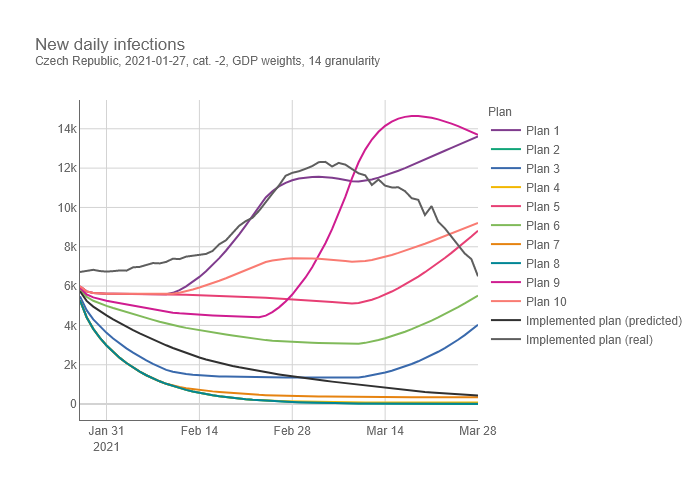 New daily infections
Czech Republic, 2021-01-27, cat. -2, GDP weights, 14 granularity
14k
12k
10k
8k
6k
4k
2k
0
Jan 31
2021
Feb 14
Feb 28
Mar 14
Mar 28
Plan
Plan 1
Plan 2
Plan 3
Plan 4
Plan 5
Plan 6
Plan 7
Plan 8
Plan 9
Plan 10
Implemented plan (predicted)
Implemented plan (real)